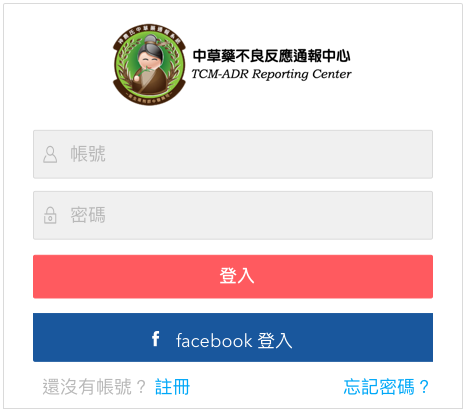 中草藥不良反應通報中心
TCM-ADR Reporting Center
帳號
密碼
登入
facebook 登入
還沒有帳號？ 註冊 忘記密碼？